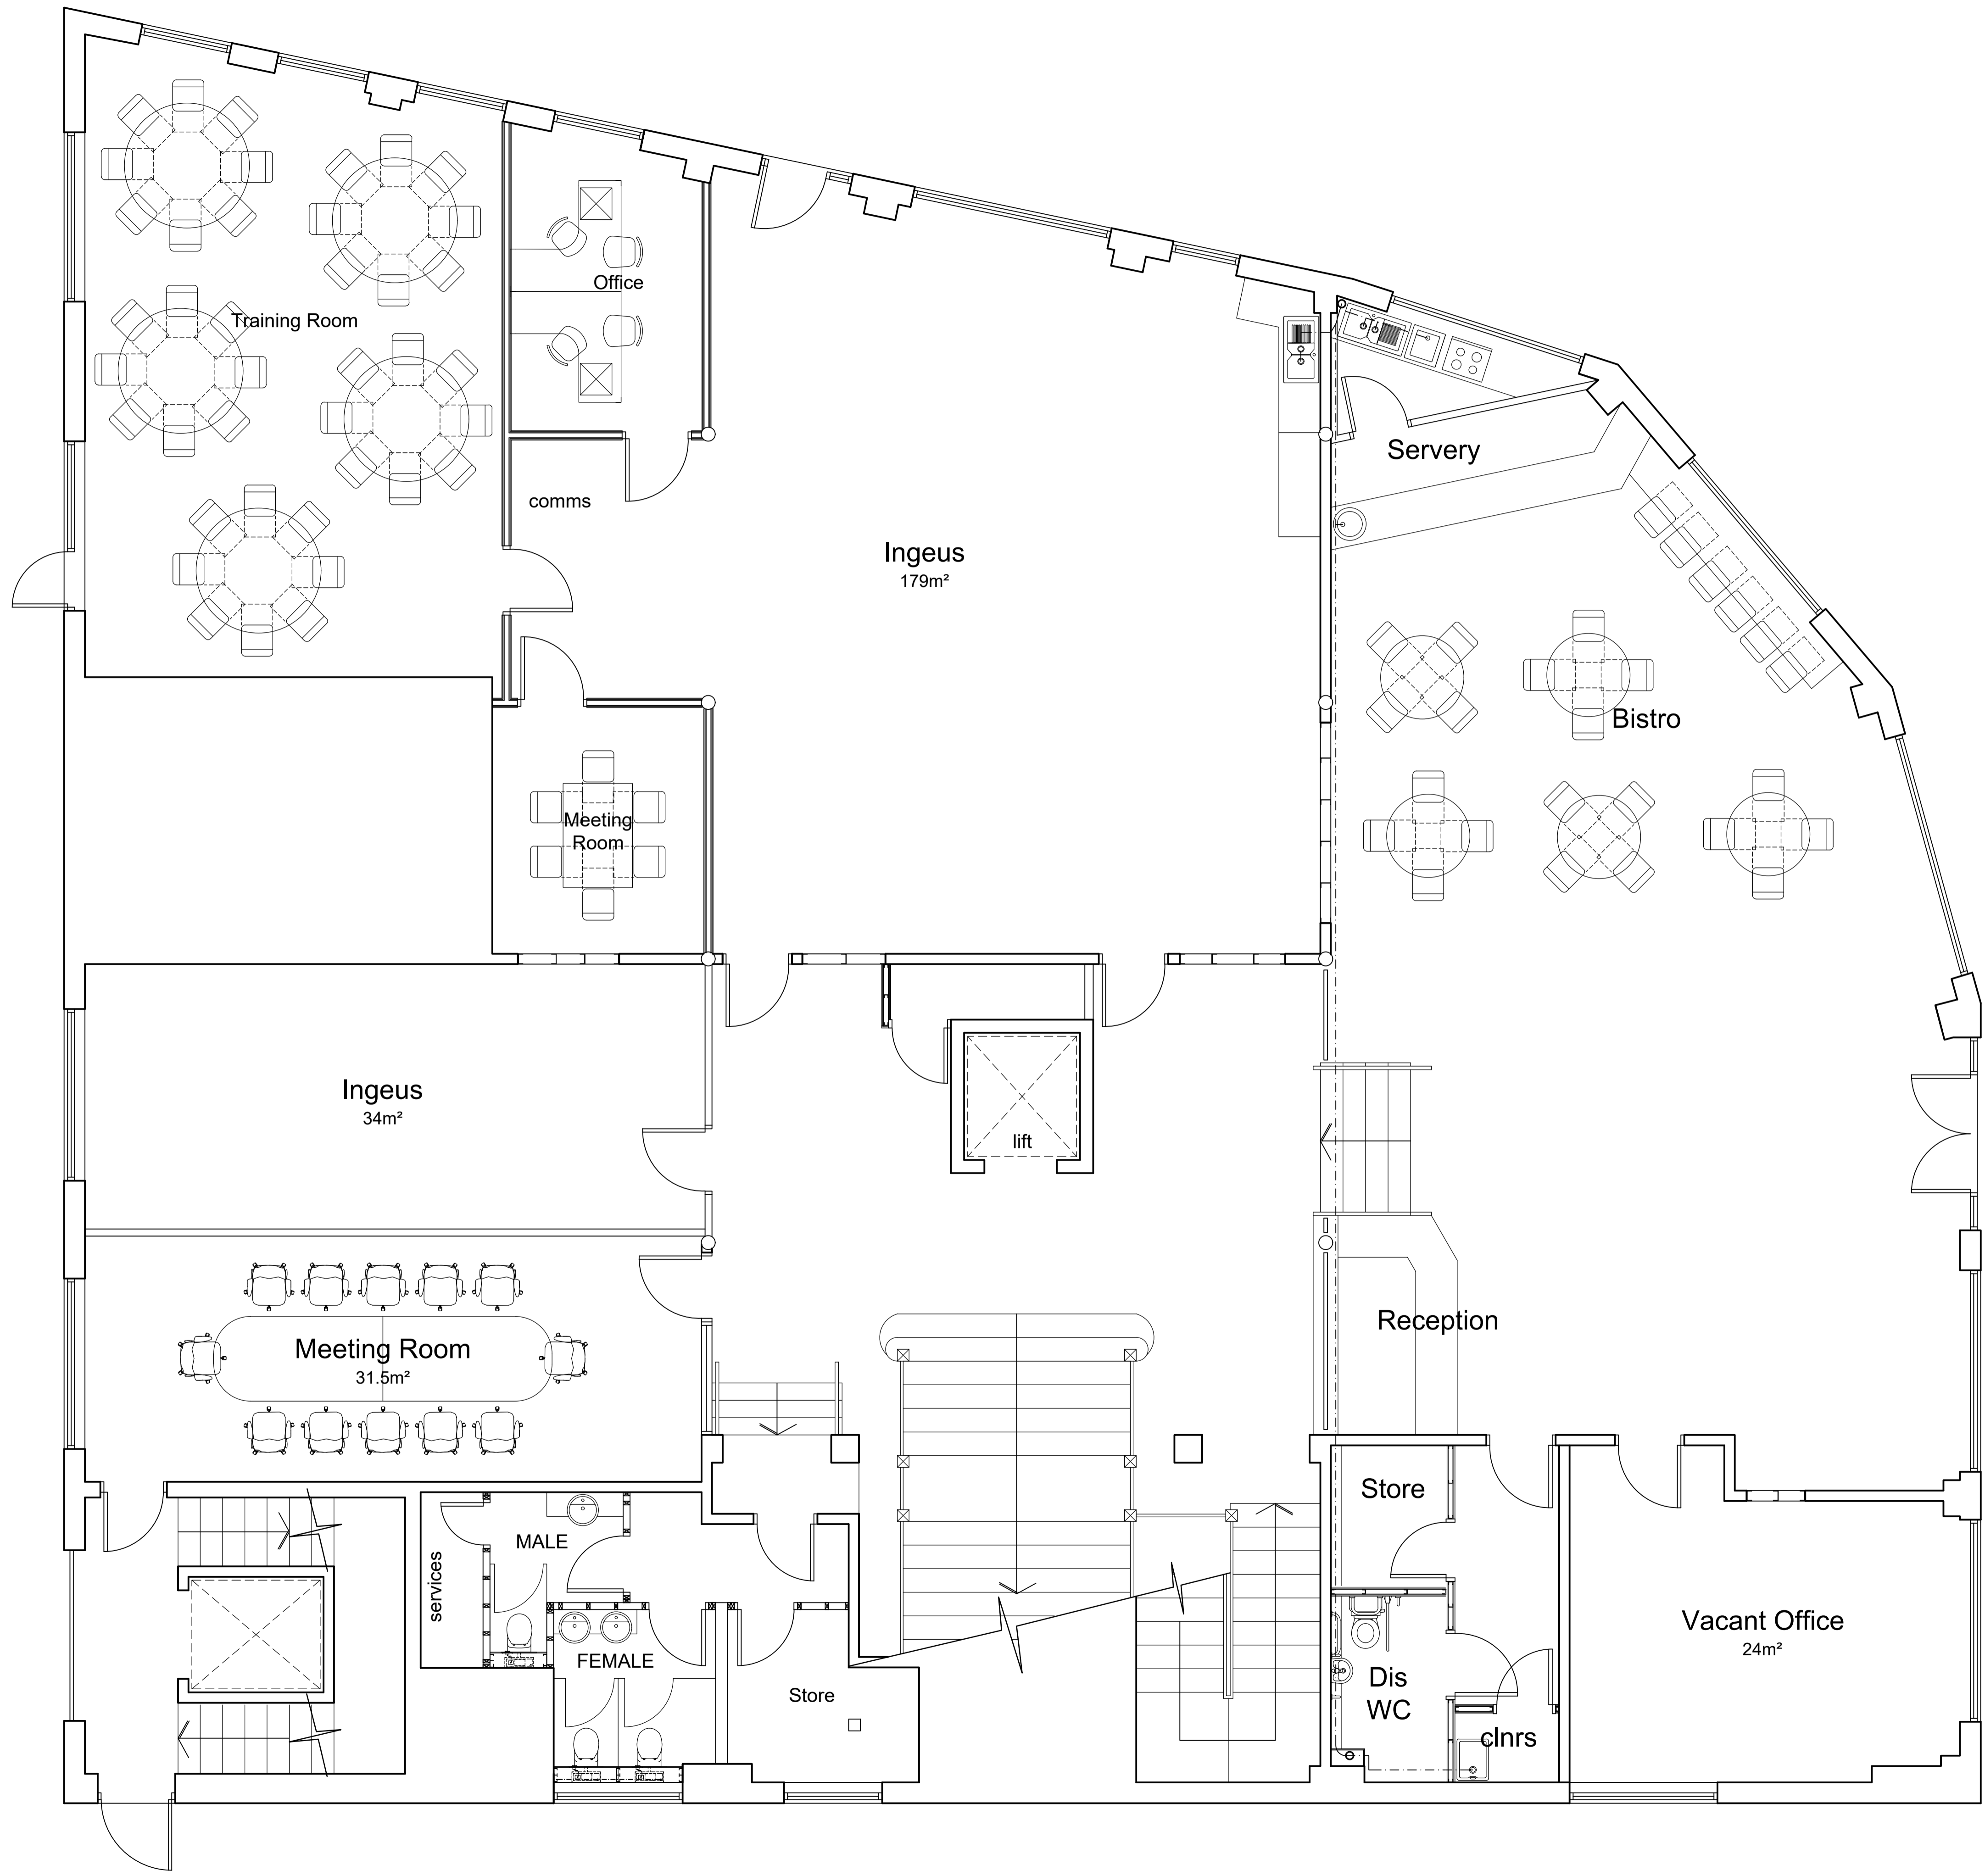 Office
Training Room
Servery
comms
Ingeus
179m²
Bistro
Meeting
Room
Ingeus
34m²
lift
Reception
Meeting Room
31.5m²
Store
MALE
services
Vacant Office
24m²
FEMALE
Dis
WC
Store
clnrs